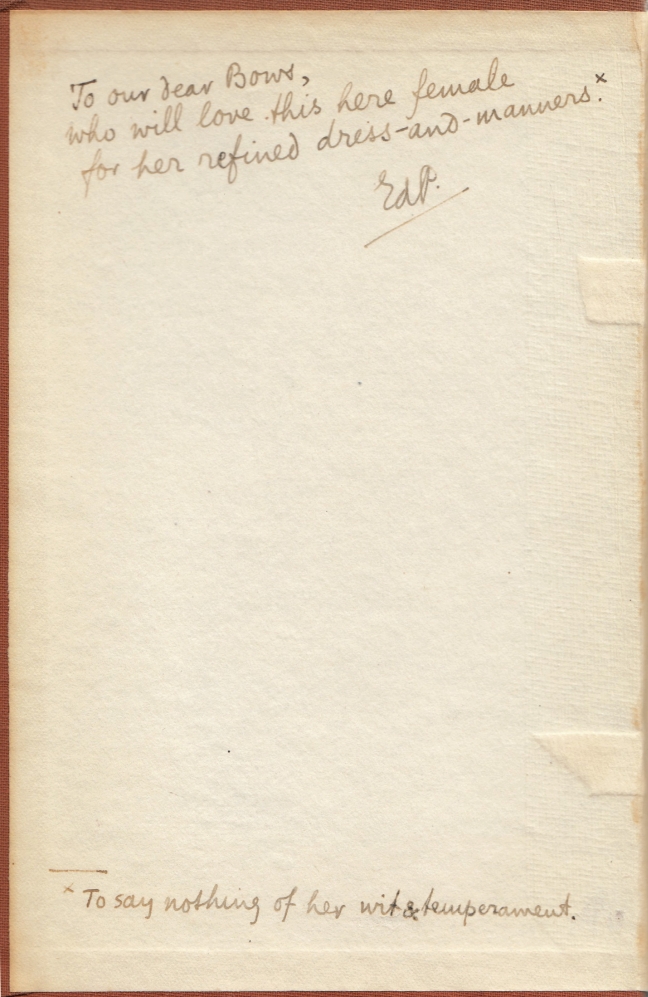 To our dear Bows,
who will love this here female
for her refined dress-and-manners.×
EdP.
× To say nothing of her wit & temperament.